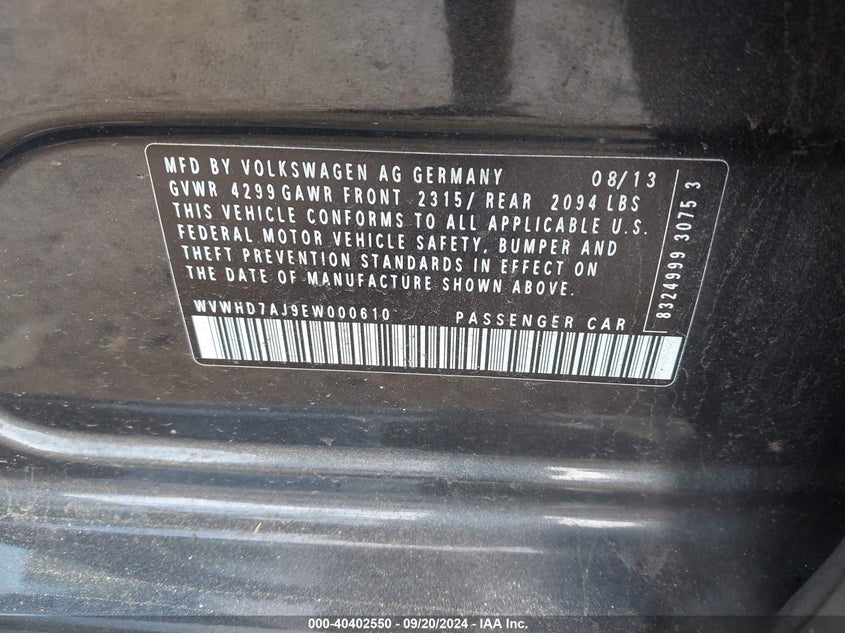 MFD BY VOLKSWAGEN AG GERMANY 08/13
GVWR 4299 GAWR FRONT 2315/ REAR 2094 LBS
THIS VEHICLE CONFORMS TO ALL APPLICABLE U.S.
FEDERAL MOTOR VEHICLE SAFETY, BUMPER AND
THEFT PREVENTION STANDARDS IN EFFECT ON
THE DATE OF MANUFACTURE SHOWN ABOVE.
WVWHD7AJ9EW000610 PASSENGER CAR
8324999 3075 3
000-40402550 - 09/20/2024 - IAA Inc.